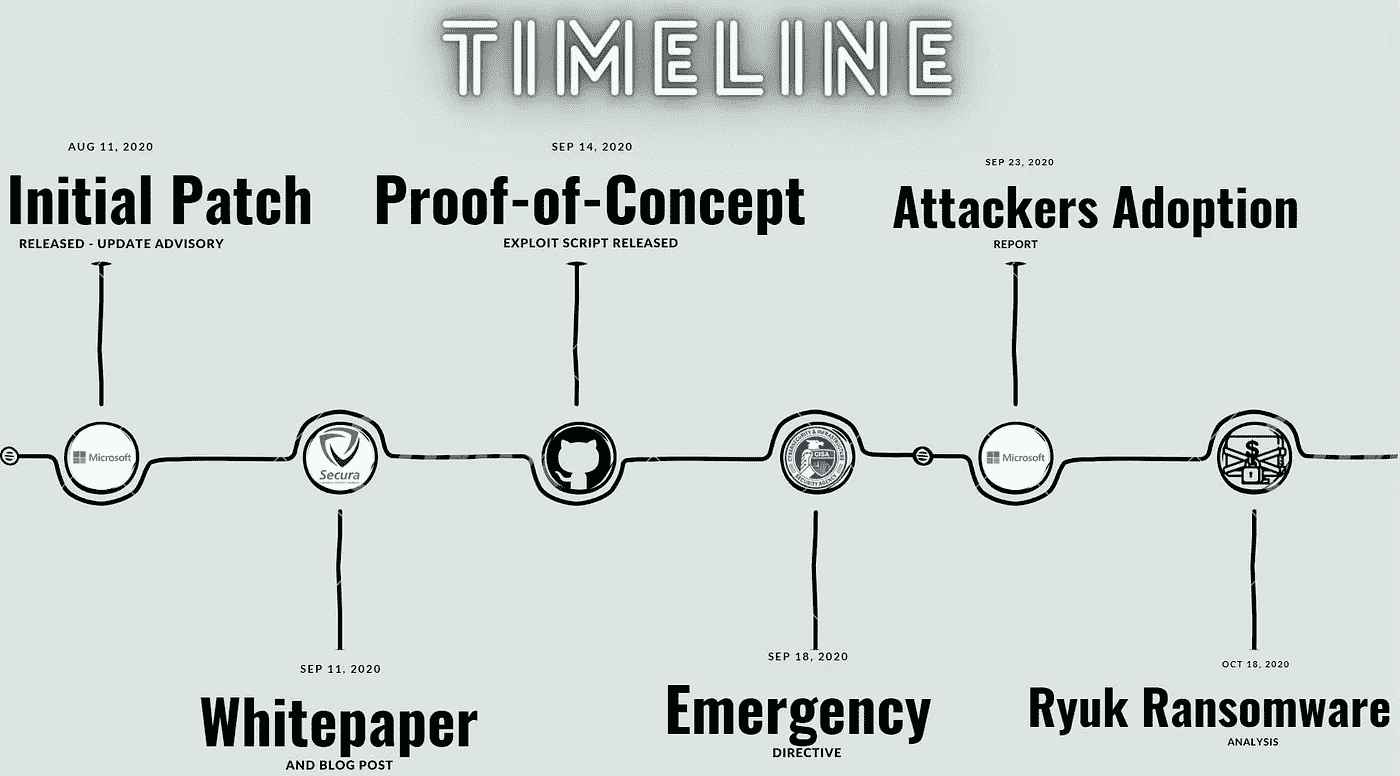 TIMELINE
AUG 11, 2020
Initial Patch
RELEASED - UPDATE ADVISORY
SEP 14, 2020
Proof-of-Concept
EXPLOIT SCRIPT RELEASED
SEP 23, 2020
Attackers Adoption
REPORT
Microsoft
Secura
CYBERSECURITY & INFRASTRUCTURE
CISA
SECURITY AGENCY
Microsoft
SEP 11, 2020
Whitepaper
AND BLOG POST
SEP 18, 2020
Emergency
DIRECTIVE
OCT 18, 2020
Ryuk Ransomware
ANALYSIS